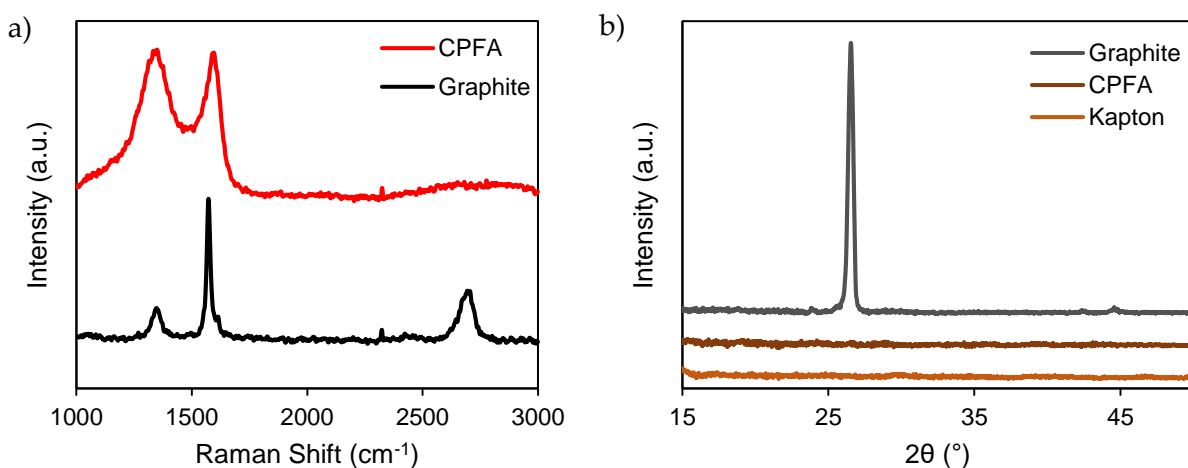 a)
CPFA
Graphite
Intensity (a.u.)
1000 1500 2000 2500 3000
Raman Shift (cm-1)
b)
Graphite
CPFA
Kapton
Intensity (a.u.)
15 25 35 45
2θ (°)